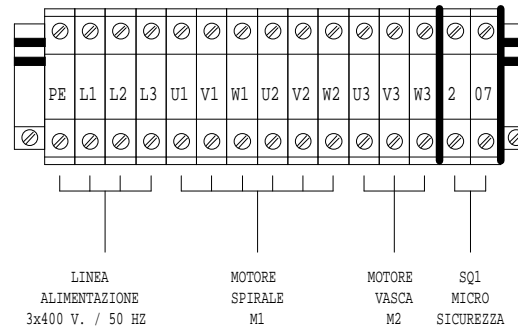 PE L1 L2 L3 U1 V1 W1 U2 V2 W2 U3 V3 W3 2 07
LINEA MOTORE MOTORE SQ1
ALIMENTAZIONE SPIRALE VASCA MICRO
3x400 V. / 50 HZ M1 M2 SICUREZZA